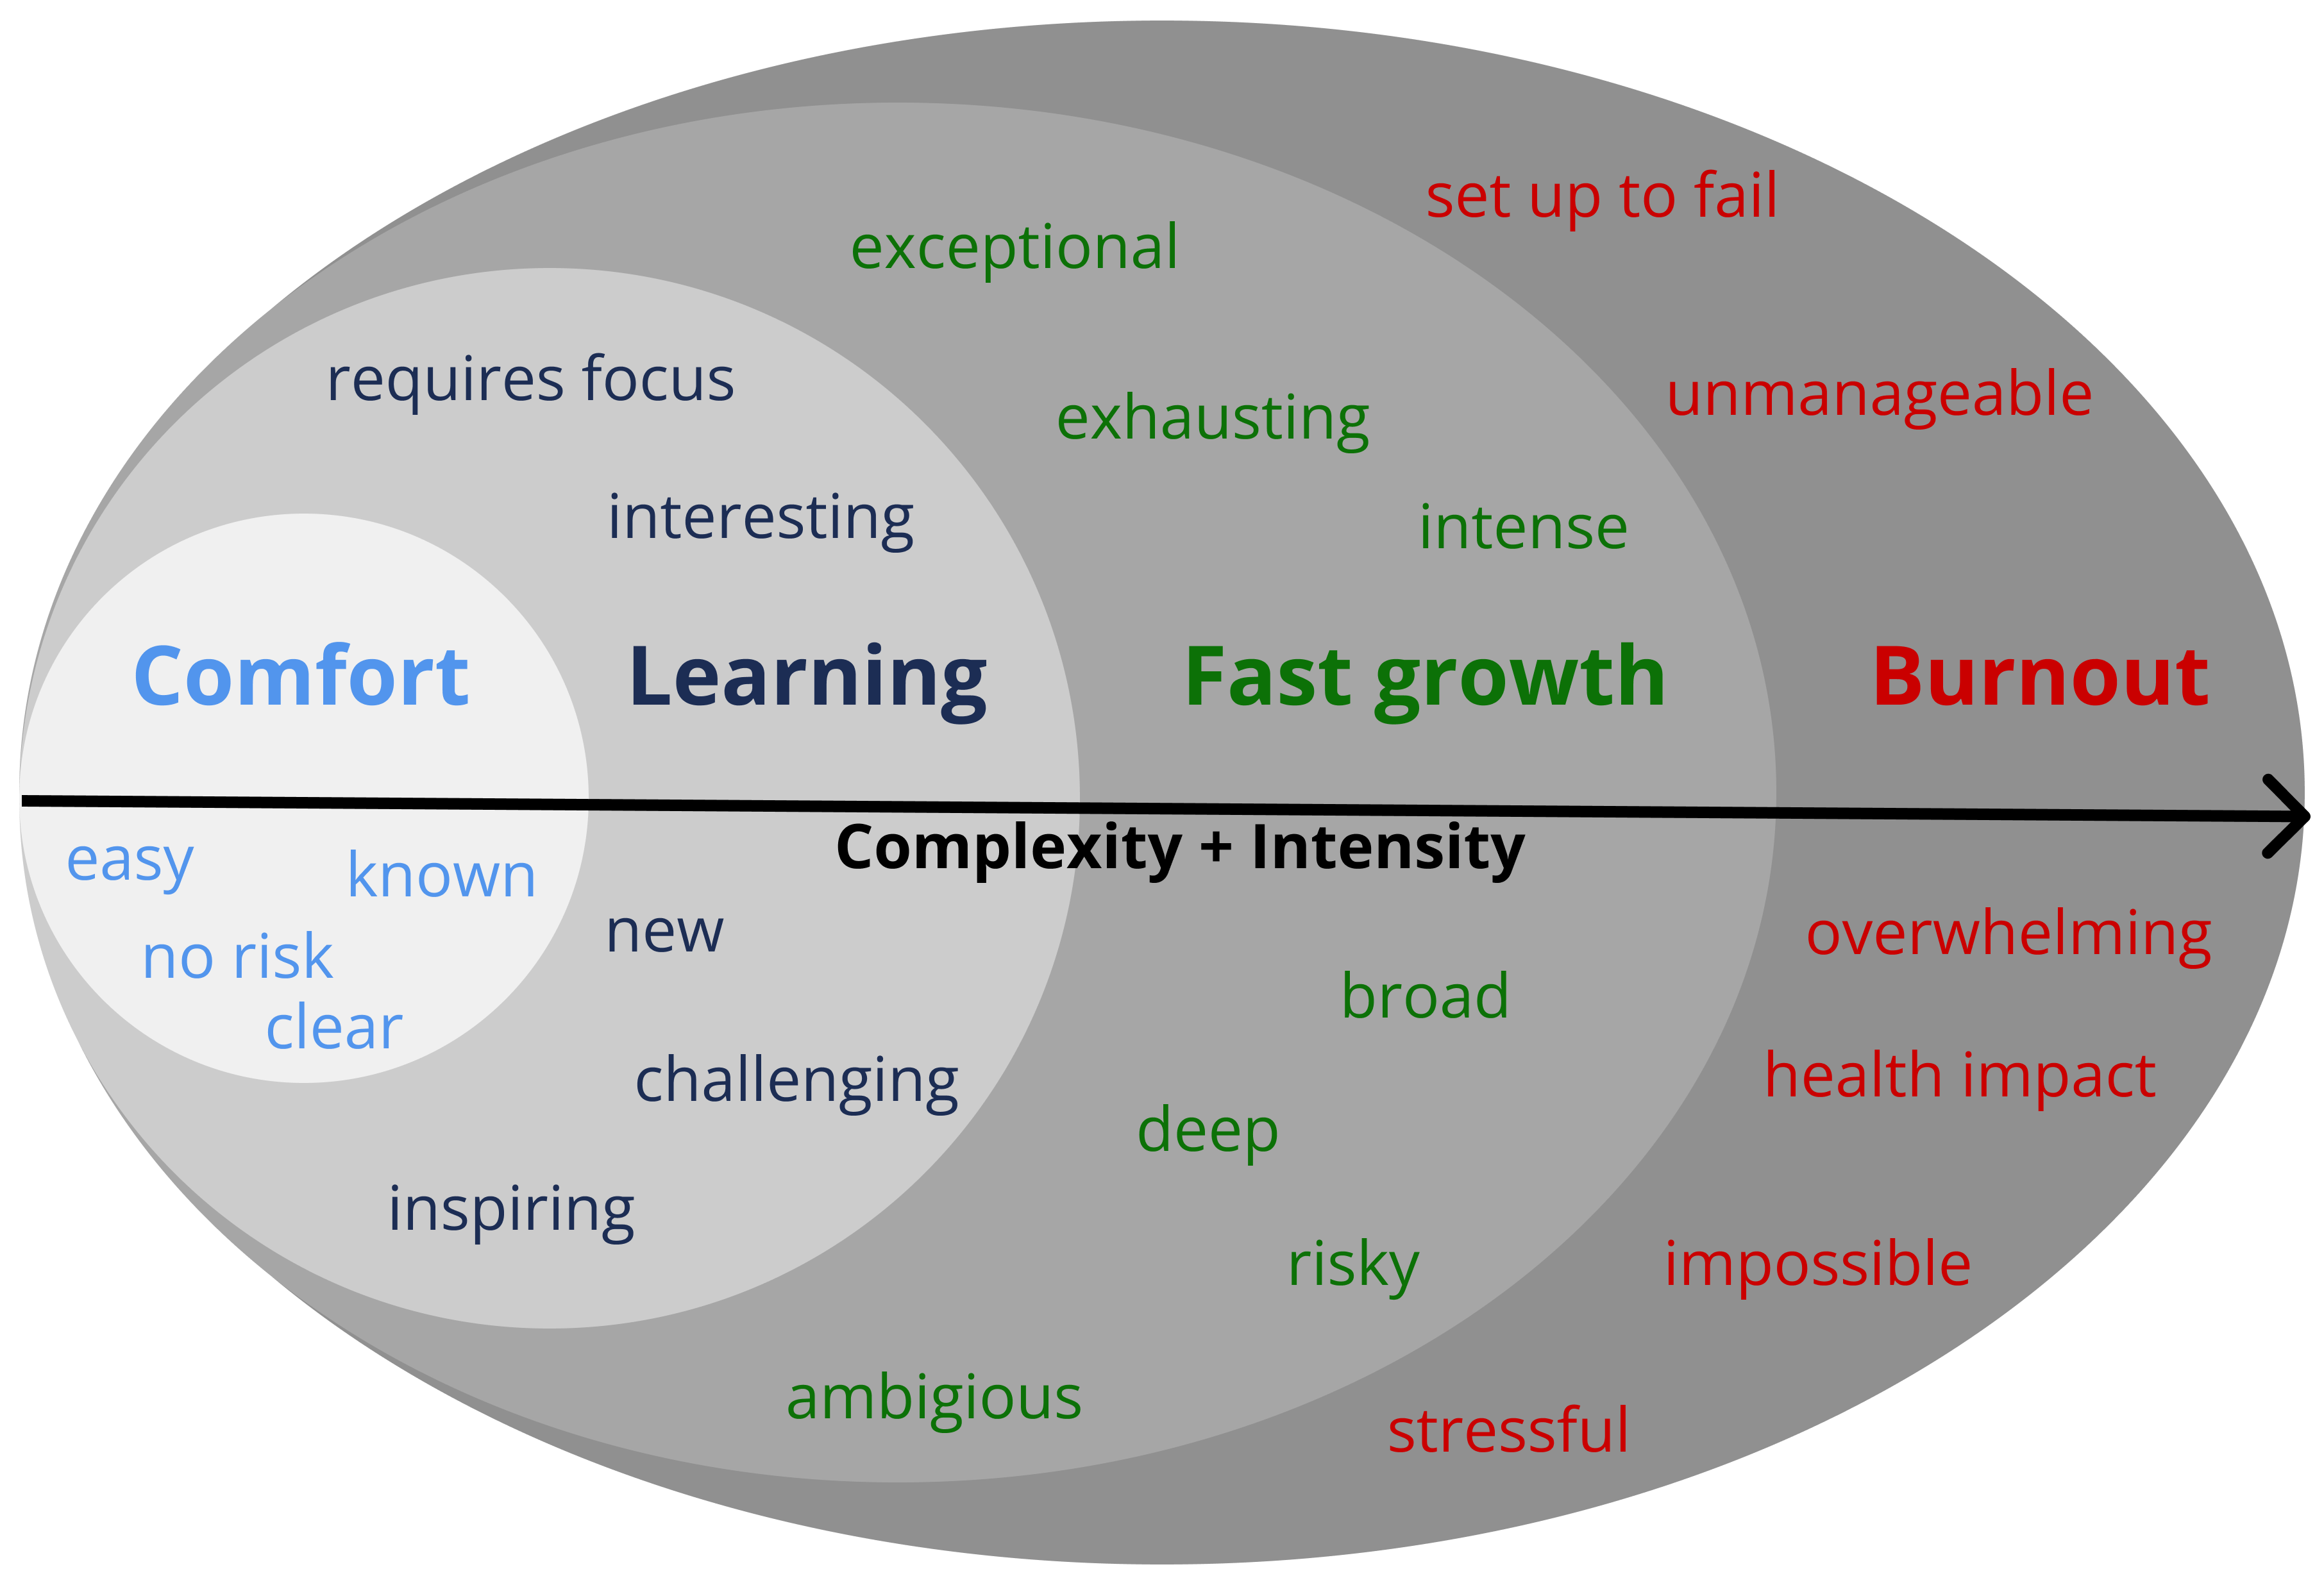 set up to fail
exceptional
requires focus
exhausting
unmanageable
interesting
intense
Comfort
Learning
Fast growth
Burnout
Complexity + Intensity
easy
known
new
overwhelming
no risk
broad
clear
challenging
health impact
deep
inspiring
risky
impossible
ambigious
stressful